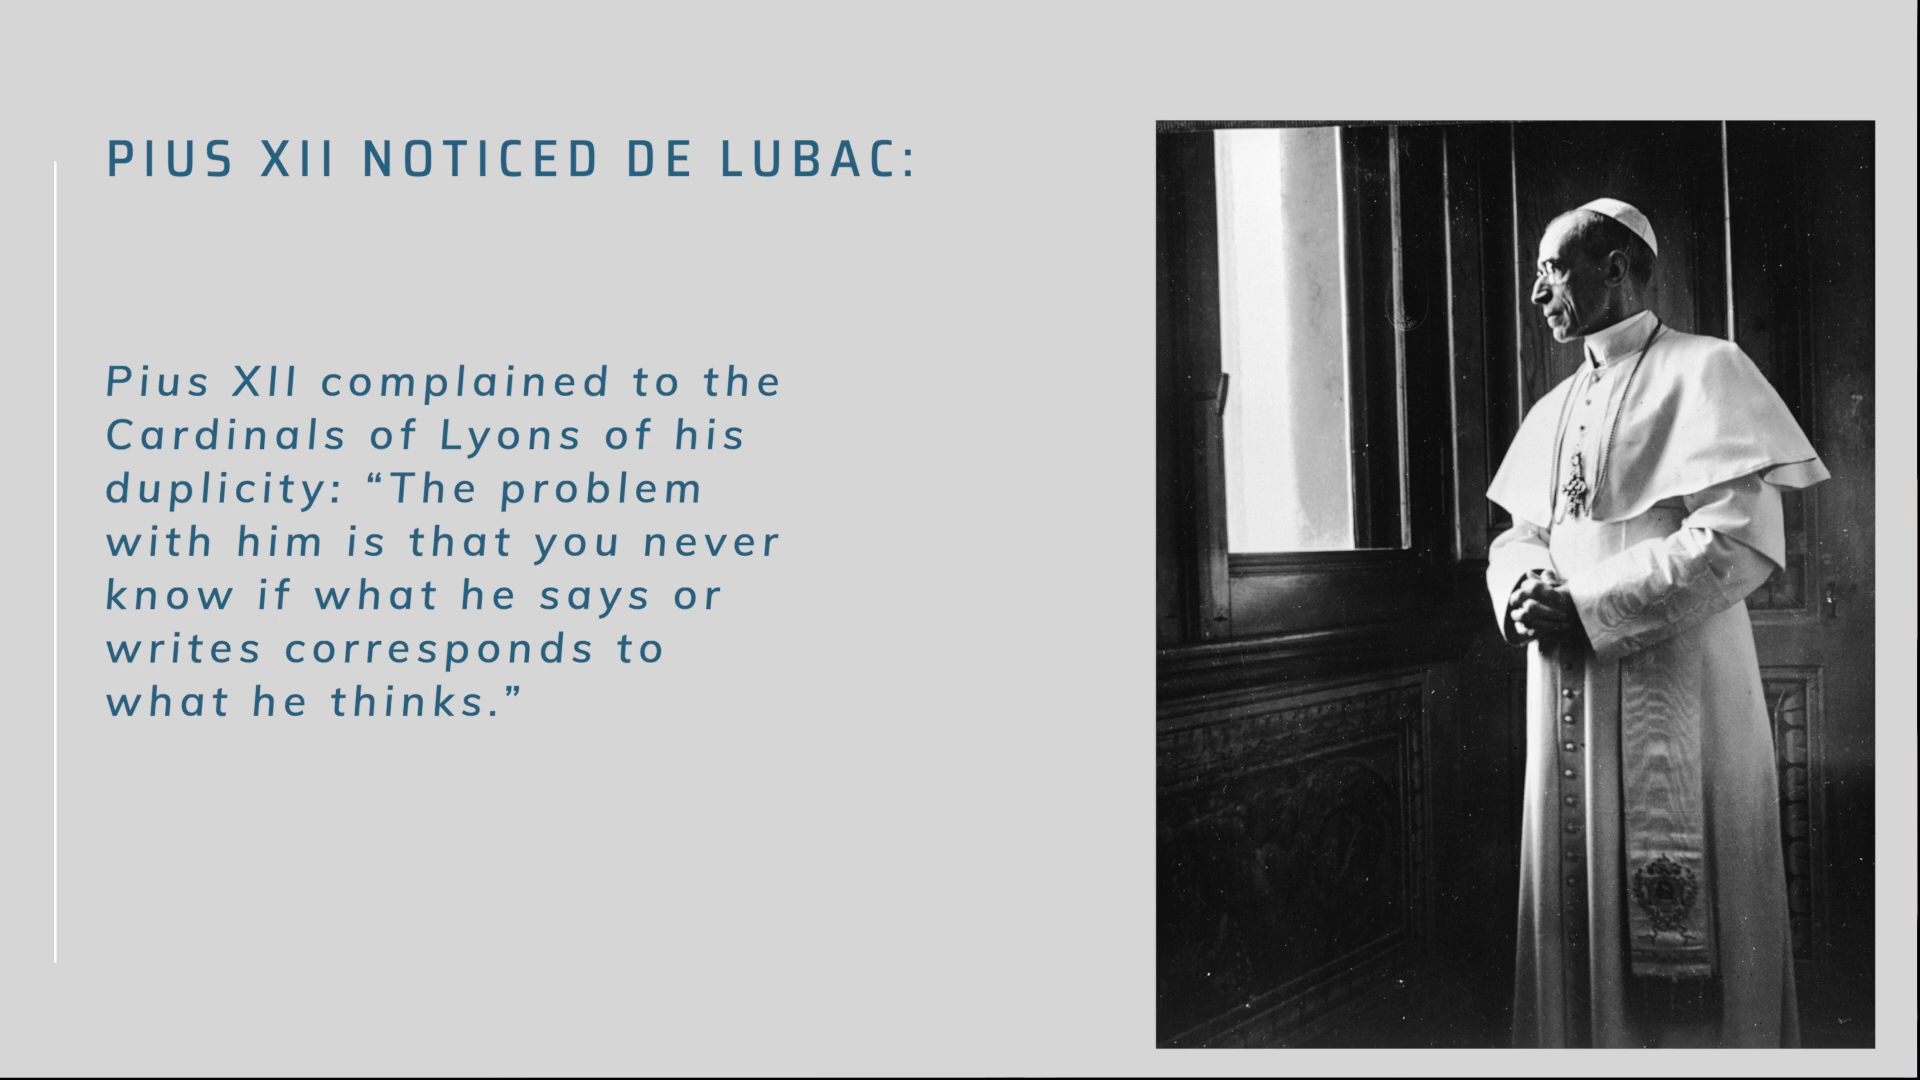 PIUS XII NOTICED DE LUBAC:
Pius XII complained to the
Cardinals of Lyons of his
duplicity: “The problem
with him is that you never
know if what he says or
writes corresponds to
what he thinks.”